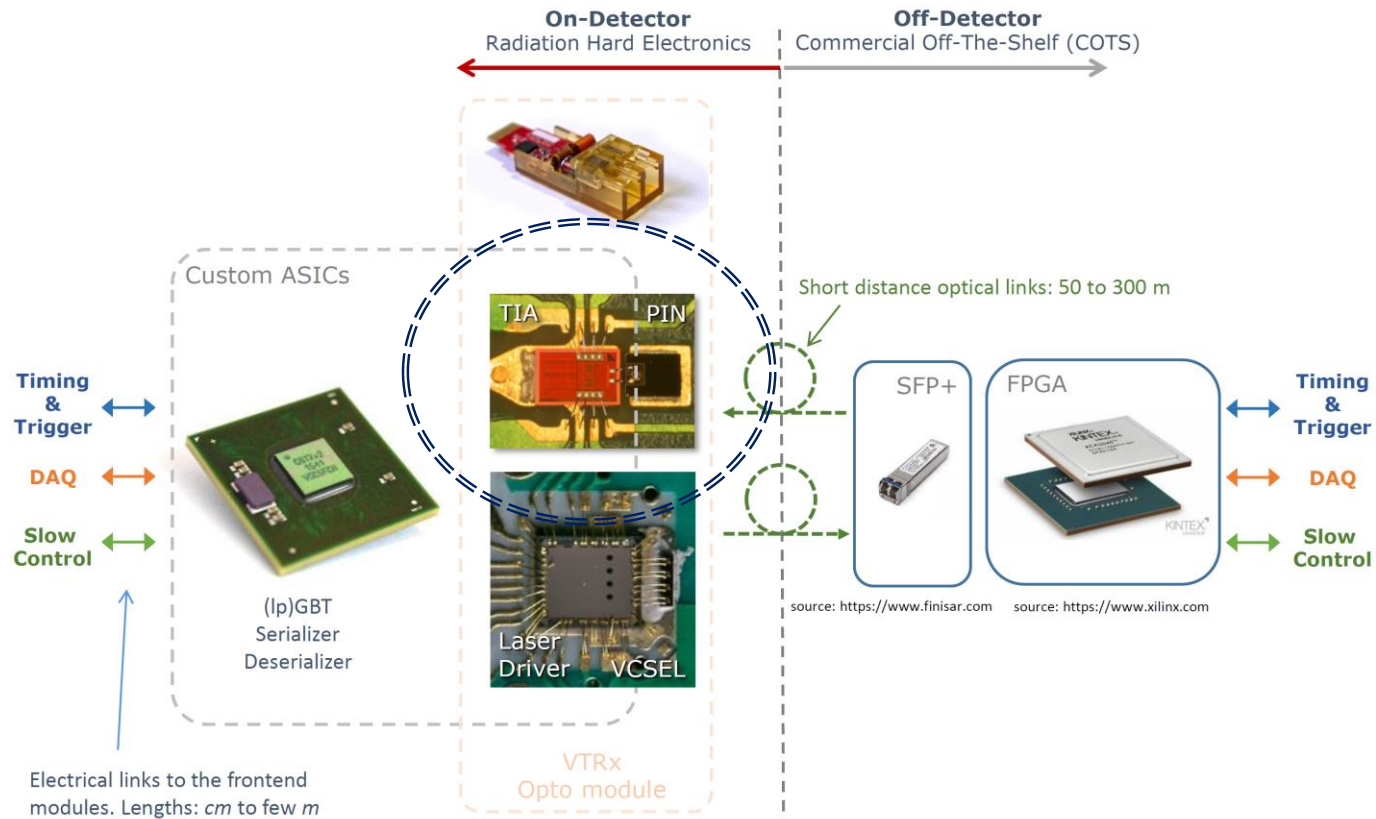 On-Detector
Radiation Hard Electronics
Off-Detector
Commercial Off-The-Shelf (COTS)
Custom ASICs
TIA
PIN
Short distance optical links: 50 to 300 m
SFP+
FPGA
Timing
&
Trigger
DAQ
Slow
Control
Timing
&
Trigger
DAQ
Slow
Control
XILINX
KINTEX
KINTEX
source: https://www.finisar.com
source: https://www.xilinx.com
(lp)GBT
Serializer
Deserializer
Laser
Driver
VCSEL
VTRx
Opto module
Electrical links to the frontend
modules. Lengths: cm to few m